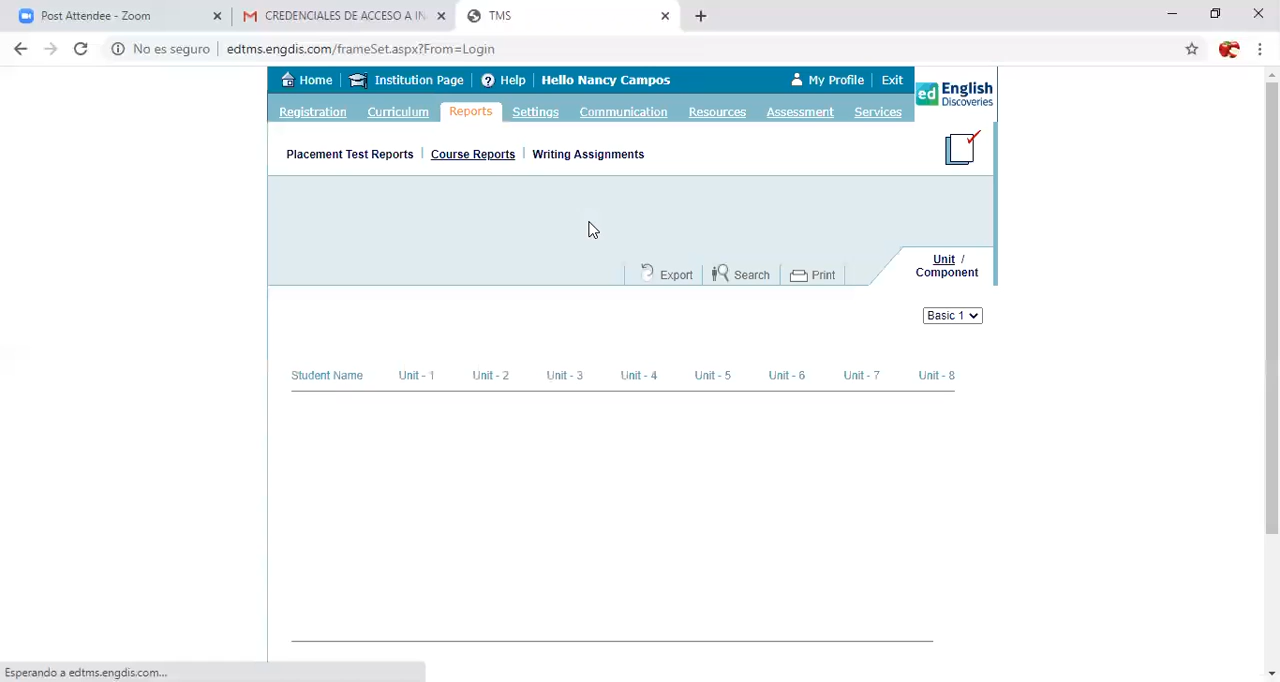 Post Attendee - Zoom
CREDENCIALES DE ACCESO A IN
TMS
No es seguro
edtms.engdis.com/frameSet.aspx?From=Login
Home
Institution Page
Help
Hello Nancy Campos
My Profile
Exit
ed English Discoveries
Registration
Curriculum
Reports
Settings
Communication
Resources
Assessment
Services
Placement Test Reports
Course Reports
Writing Assignments
Export
Search
Print
Unit /
Component
Basic 1
Student Name Unit - 1 Unit - 2 Unit - 3 Unit - 4 Unit - 5 Unit - 6 Unit - 7 Unit - 8
Esperando a edtms.engdis.com...